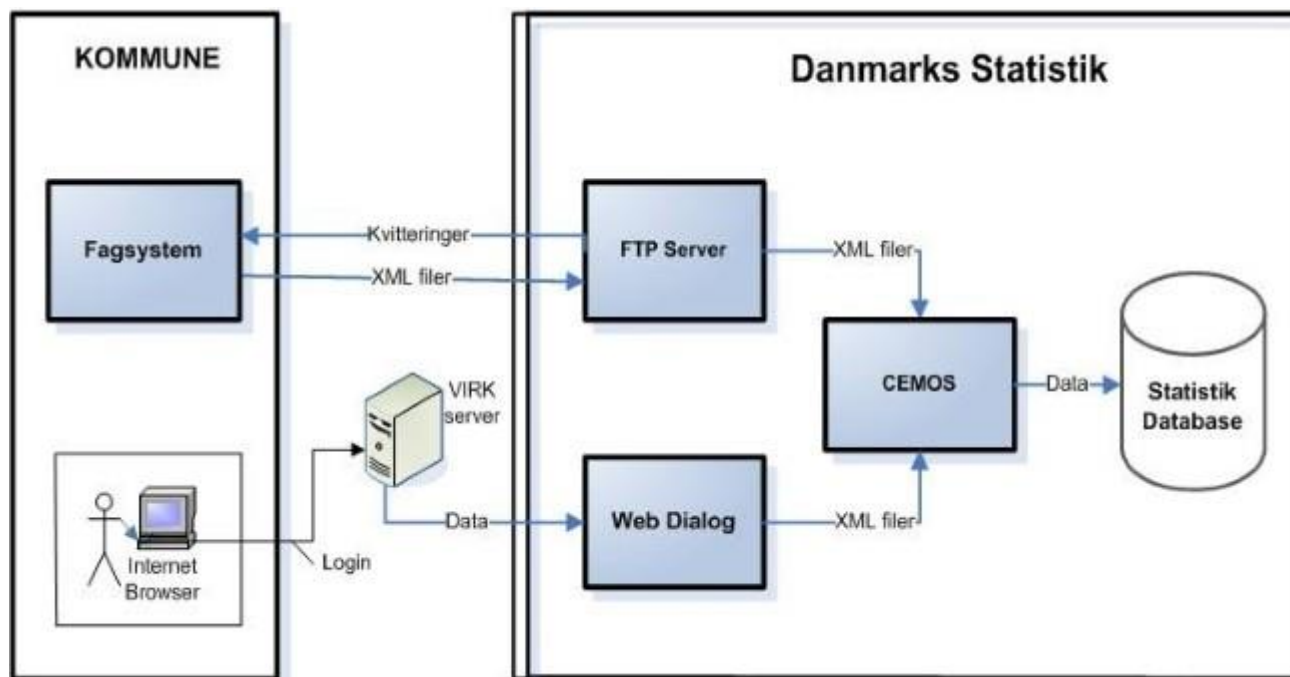 KOMMUNE
Danmarks Statistik
Fagsystem
Kvitteringer
XML filer
FTP Server
XML filer
CEMOS
Data
Statistik
Database
VIRK
server
Internet
Browser
Login
Data
Web Dialog
XML filer